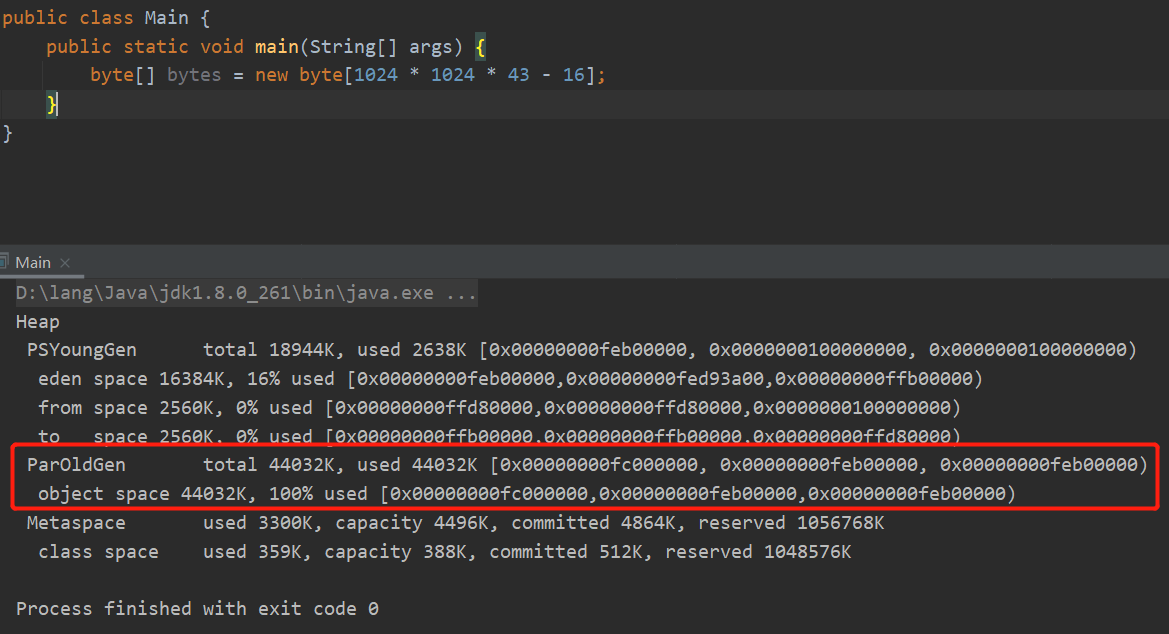 public class Main {
    public static void main(String[] args) {
        byte[] bytes = new byte[1024 * 1024 * 43 - 16];
    }
}
Main ×
D:\lang\Java\jdk1.8.0_261\bin\java.exe ...
Heap
 PSYoungGen      total 18944K, used 2638K [0x00000000feb00000, 0x0000000100000000, 0x0000000100000000)
  eden space 16384K, 16% used [0x00000000feb00000,0x00000000fed93a00,0x00000000ffb00000)
  from space 2560K, 0% used [0x00000000ffd80000,0x00000000ffd80000,0x0000000100000000)
  to   space 2560K, 0% used [0x00000000ffb00000,0x00000000ffb00000,0x00000000ffd80000)
 ParOldGen       total 44032K, used 44032K [0x00000000fc000000, 0x00000000feb00000, 0x00000000feb00000)
  object space 44032K, 100% used [0x00000000fc000000,0x00000000feb00000,0x00000000feb00000)
 Metaspace       used 3300K, capacity 4496K, committed 4864K, reserved 1056768K
  class space    used 359K, capacity 388K, committed 512K, reserved 1048576K
Process finished with exit code 0